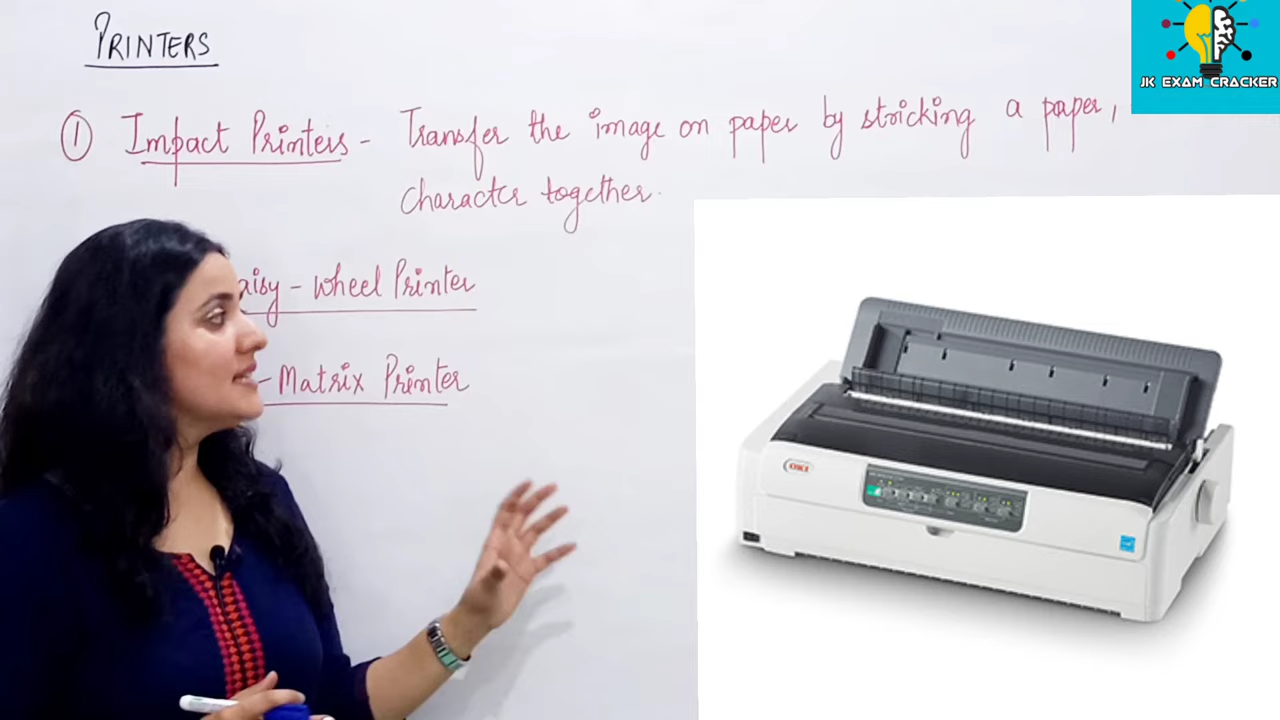 PRINTERS
JK EXAM CRACKER
① Impact Printers - Transfer the image on paper by stricking a paper,
character together.
aisy - wheel Printer
- Matrix Printer
OKI